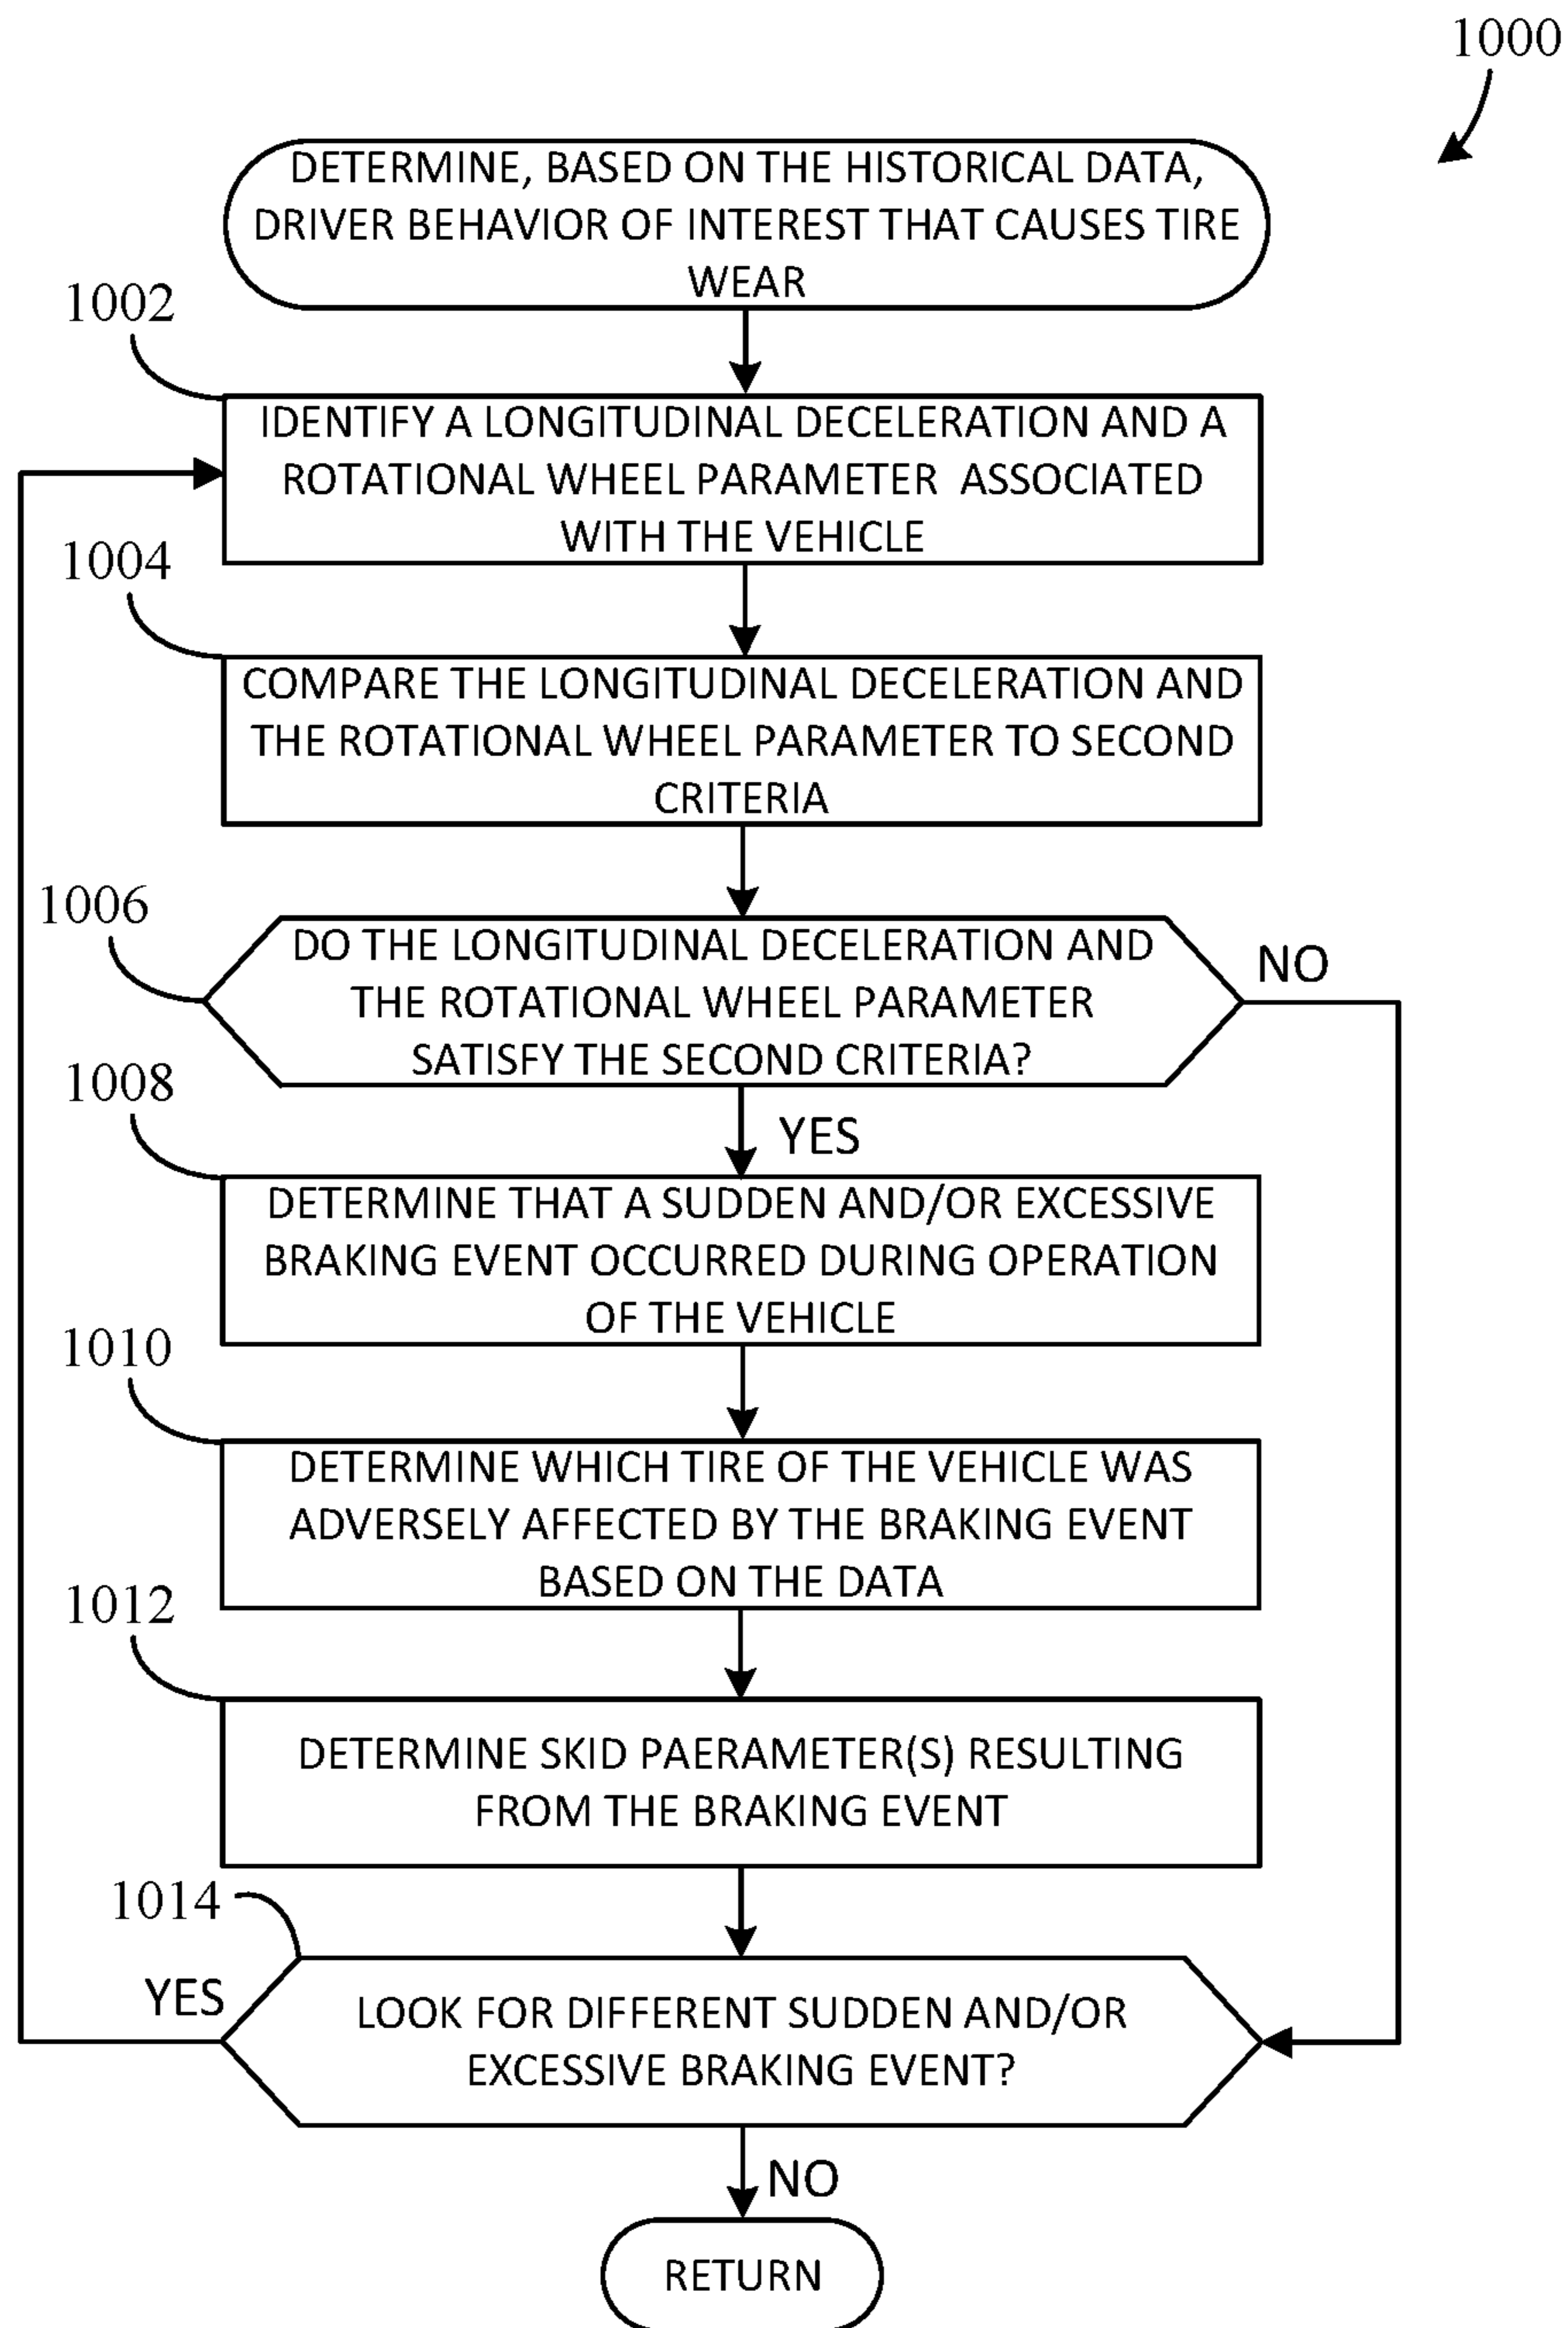 1000
DETERMINE, BASED ON THE HISTORICAL DATA,
DRIVER BEHAVIOR OF INTEREST THAT CAUSES TIRE
WEAR
1002
IDENTIFY A LONGITUDINAL DECELERATION AND A
ROTATIONAL WHEEL PARAMETER ASSOCIATED
WITH THE VEHICLE
1004
COMPARE THE LONGITUDINAL DECELERATION AND
THE ROTATIONAL WHEEL PARAMETER TO SECOND
CRITERIA
1006
DO THE LONGITUDINAL DECELERATION AND
THE ROTATIONAL WHEEL PARAMETER
SATISFY THE SECOND CRITERIA?
NO
YES
1008
DETERMINE THAT A SUDDEN AND/OR EXCESSIVE
BRAKING EVENT OCCURRED DURING OPERATION
OF THE VEHICLE
1010
DETERMINE WHICH TIRE OF THE VEHICLE WAS
ADVERSELY AFFECTED BY THE BRAKING EVENT
BASED ON THE DATA
1012
DETERMINE SKID PAERAMETER(S) RESULTING
FROM THE BRAKING EVENT
1014
YES
LOOK FOR DIFFERENT SUDDEN AND/OR
EXCESSIVE BRAKING EVENT?
NO
RETURN